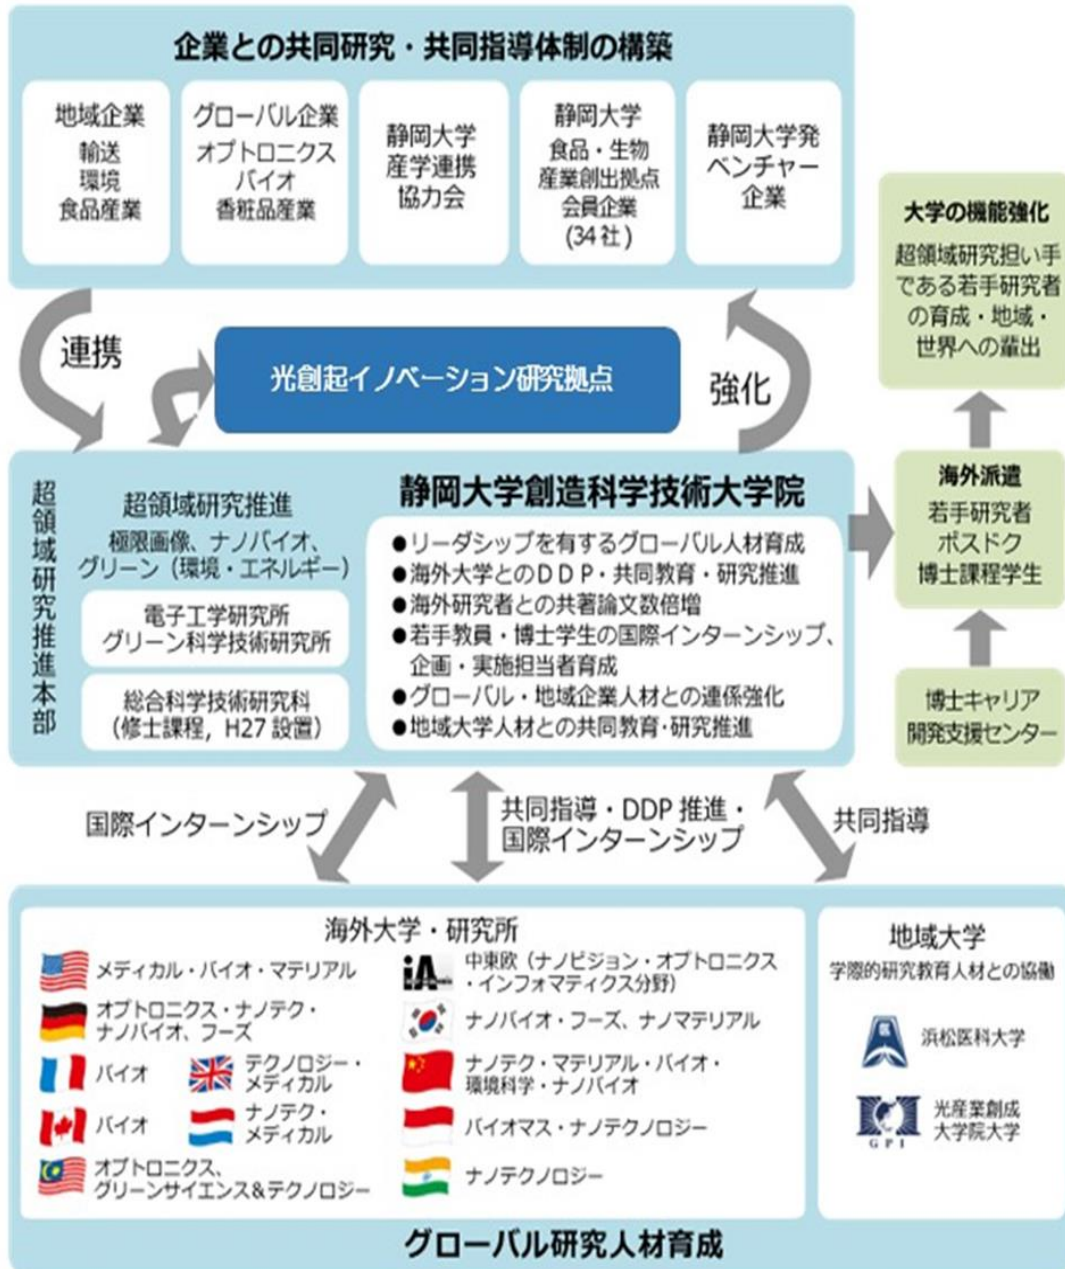 企業との共同研究・共同指導体制の構築
地域企業
輸送
環境
食品産業
グローバル企業
オプトロニクス
バイオ
香粧品産業
静岡大学
産学連携
協力会
静岡大学
食品・生物
産業創出拠点
会員企業
(34社)
静岡大学発
ベンチャー
企業
大学の機能強化
超領域研究担い手
である若手研究者
の育成・地域・
世界への輩出
連携
光創起イノベーション研究拠点
強化
超領域研究推進本部
超領域研究推進
極限画像、ナノバイオ、
グリーン（環境・エネルギー）
電子工学研究所
グリーン科学技術研究所
総合科学技術研究科
（修士課程，H27設置）
静岡大学創造科学技術大学院
●リーダシップを有するグローバル人材育成
●海外大学とのＤＤＰ・共同教育・研究推進
●海外研究者との共著論文数倍増
●若手教員・博士学生の国際インターンシップ、
企画・実施担当者育成
●グローバル・地域企業人材との連係強化
●地域大学人材との共同教育・研究推進
海外派遣
若手研究者
ポスドク
博士課程学生
博士キャリア
開発支援センター
国際インターンシップ
共同指導・DDP推進・
国際インターンシップ
共同指導
海外大学・研究所
メディカル・バイオ・マテリアル
オプトロニクス・ナノテク・
ナノバイオ、フーズ
バイオ
テクノロジー・
メディカル
バイオ
ナノテク・
メディカル
オプトロニクス、
グリーンサイエンス&テクノロジー
iA
中東欧（ナノビジョン・オプトロニクス
・インフォマティクス分野）
ナノバイオ・フーズ、ナノマテリアル
ナノテク・マテリアル・バイオ・
環境科学・ナノバイオ
バイオマス・ナノテクノロジー
ナノテクノロジー
地域大学
学際的研究教育人材との協働
浜松医科大学
GPI
光産業創成
大学院大学
グローバル研究人材育成